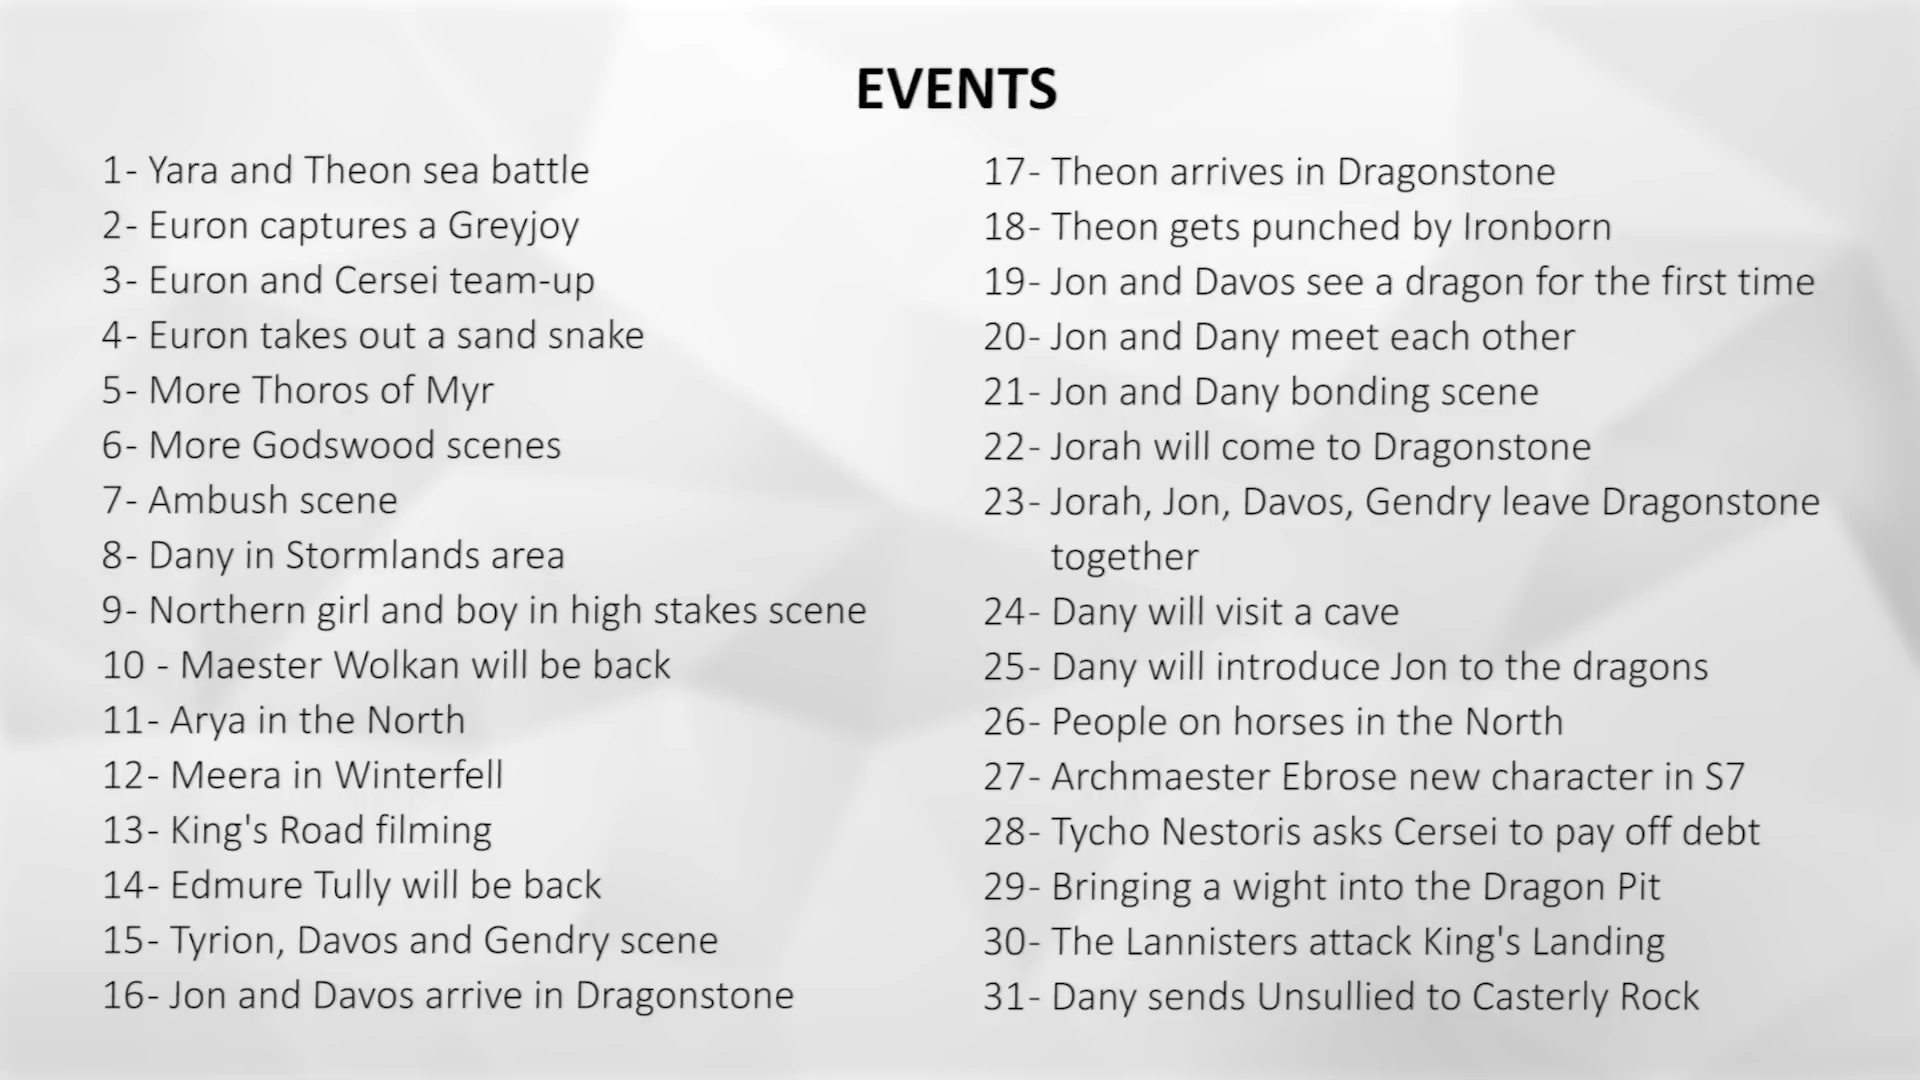 EVENTS
1- Yara and Theon sea battle
2- Euron captures a Greyjoy
3- Euron and Cersei team-up
4- Euron takes out a sand snake
5- More Thoros of Myr
6- More Godswood scenes
7- Ambush scene
8- Dany in Stormlands area
9- Northern girl and boy in high stakes scene
10 - Maester Wolkan will be back
11- Arya in the North
12- Meera in Winterfell
13- King's Road filming
14- Edmure Tully will be back
15- Tyrion, Davos and Gendry scene
16- Jon and Davos arrive in Dragonstone
17- Theon arrives in Dragonstone
18- Theon gets punched by Ironborn
19- Jon and Davos see a dragon for the first time
20- Jon and Dany meet each other
21- Jon and Dany bonding scene
22- Jorah will come to Dragonstone
23- Jorah, Jon, Davos, Gendry leave Dragonstone
together
24- Dany will visit a cave
25- Dany will introduce Jon to the dragons
26- People on horses in the North
27- Archmaester Ebrose new character in S7
28- Tycho Nestoris asks Cersei to pay off debt
29- Bringing a wight into the Dragon Pit
30- The Lannisters attack King's Landing
31- Dany sends Unsullied to Casterly Rock